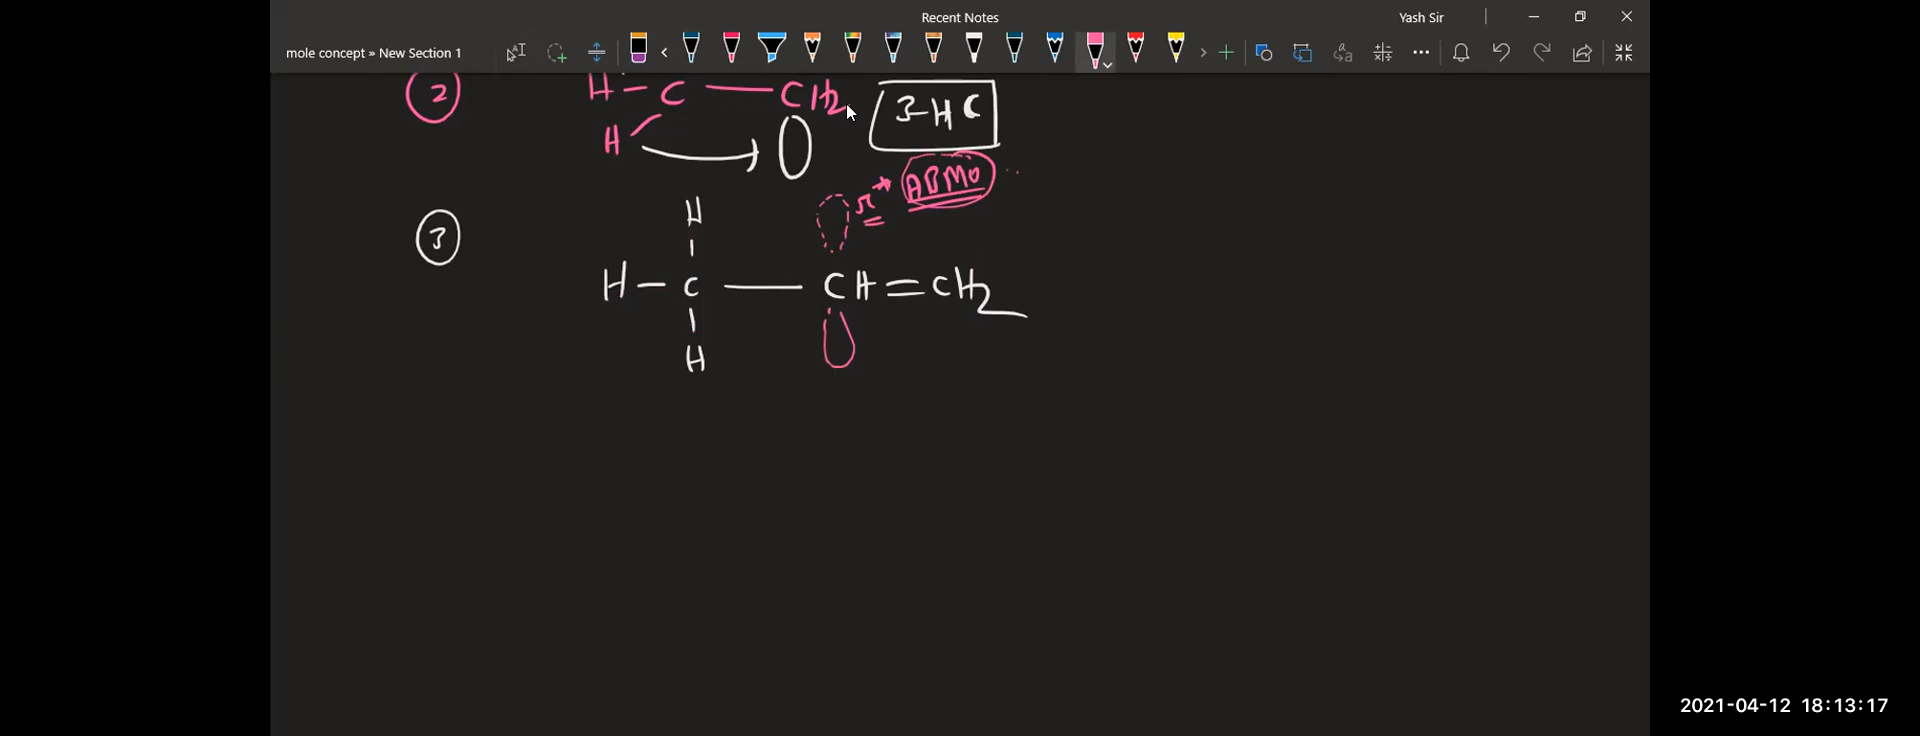 Recent Notes
Yash Sir
mole concept » New Section 1
2
H - C — CH2
3-HC
H
π* ABMO
3
H
H - C — CH = CH2
H
2021-04-12 18:13:17